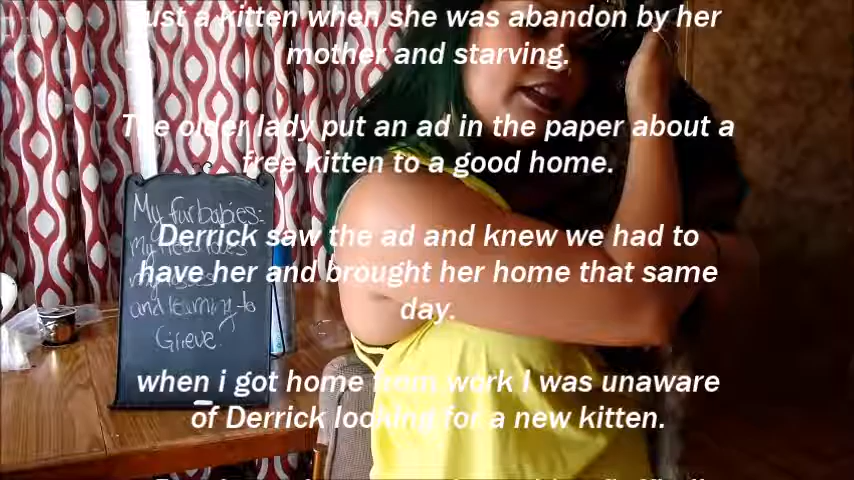 Just a kitten when she was abandon by her
mother and starving.
The older lady put an ad in the paper about a
free kitten to a good home.
Derrick saw the ad and knew we had to
have her and brought her home that same
day.
when i got home from work I was unaware
of Derrick looking for a new kitten.
My furbabies:
my
and learning to
Grieve.